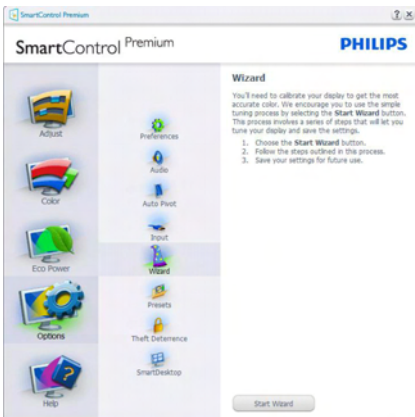 SmartControl Premium
SmartControl Premium
PHILIPS
Adjust
Color
Eco Power
Options
Help
Preferences
Audio
Auto Pivot
Input
Wizard
Presets
Theft Deterrence
SmartDesktop
Wizard
You'll need to calibrate your display to get the most
accurate color. We encourage you to use the simple
tuning process by selecting the Start Wizard button.
This process involves a series of steps that will let you
tune your display and save the settings.
1. Choose the Start Wizard button.
2. Follow the steps outlined in this process.
3. Save your settings for future use.
Start Wizard